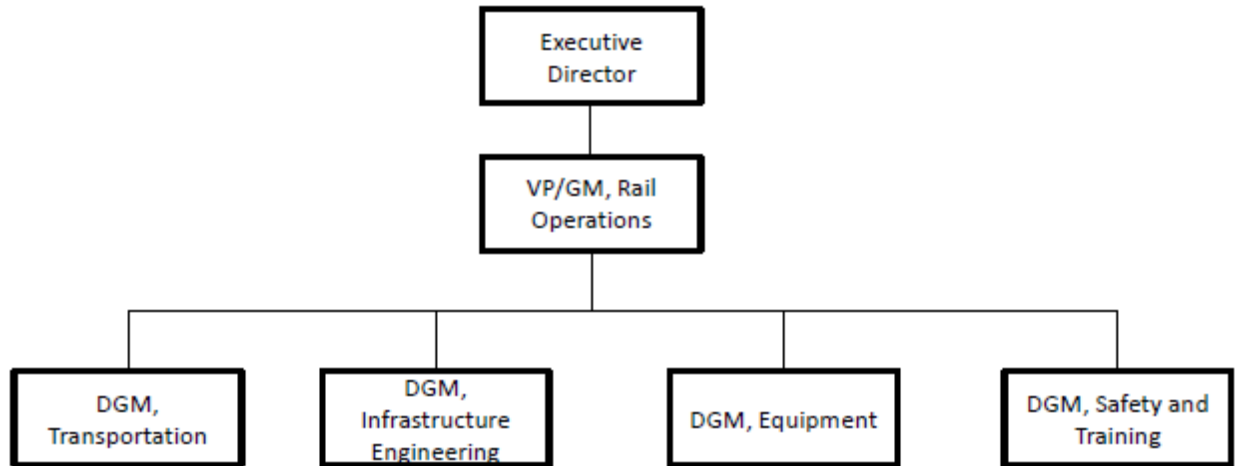 Executive
Director
VP/GM, Rail
Operations
DGM,
Transportation
DGM,
Infrastructure
Engineering
DGM, Equipment
DGM, Safety and
Training